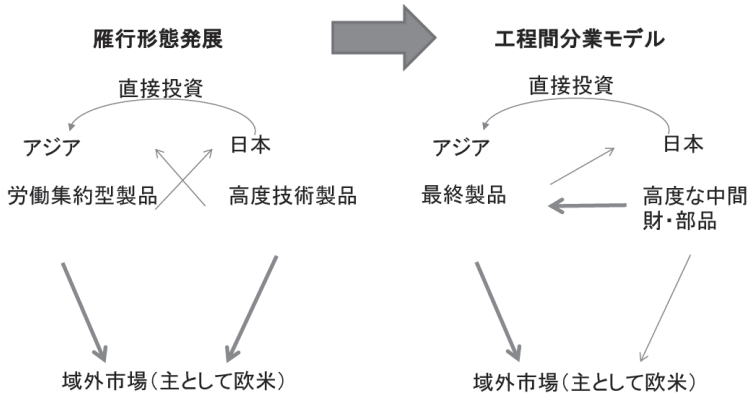 雁行形態発展
直接投資
アジア
日本
労働集約型製品
高度技術製品
域外市場（主として欧米）
工程間分業モデル
直接投資
アジア
日本
最終製品
高度な中間
財・部品
域外市場（主として欧米）